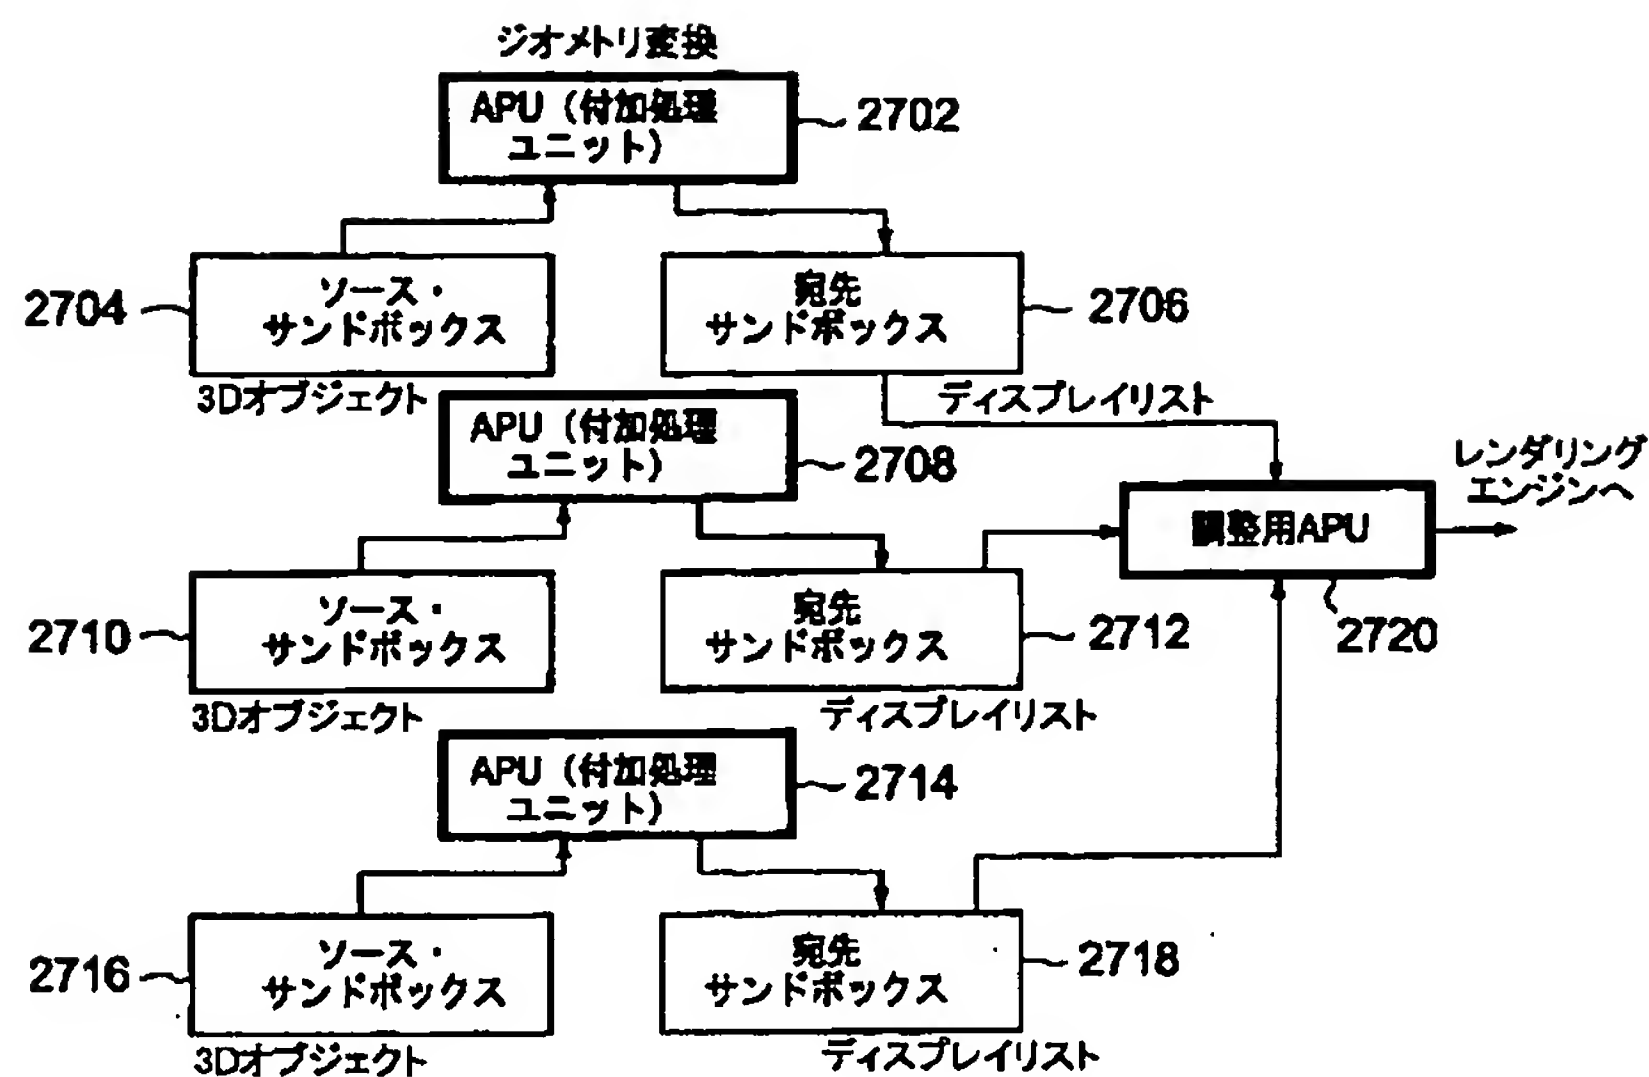 ジオメトリ変換
APU（付加処理
ユニット）
2702
ソース・
サンドボックス
2704
3Dオブジェクト
宛先
サンドボックス
2706
ディスプレイリスト
APU（付加処理
ユニット）
2708
ソース・
サンドボックス
2710
3Dオブジェクト
宛先
サンドボックス
2712
ディスプレイリスト
調整用APU
2720
レンダリング
エンジンへ
APU（付加処理
ユニット）
2714
ソース・
サンドボックス
2716
3Dオブジェクト
宛先
サンドボックス
2718
ディスプレイリスト